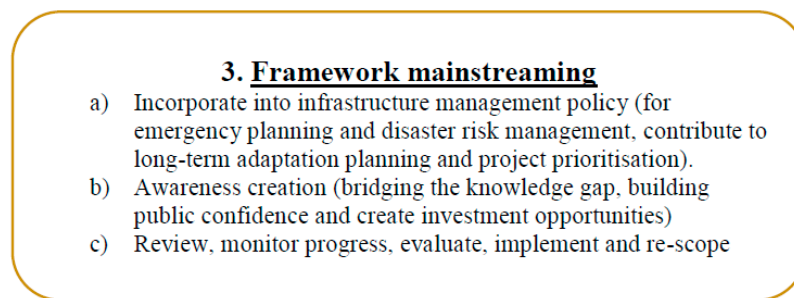 3. Framework mainstreaming
a) Incorporate into infrastructure management policy (for
emergency planning and disaster risk management, contribute to
long-term adaptation planning and project prioritisation).
b) Awareness creation (bridging the knowledge gap, building
public confidence and create investment opportunities)
c) Review, monitor progress, evaluate, implement and re-scope